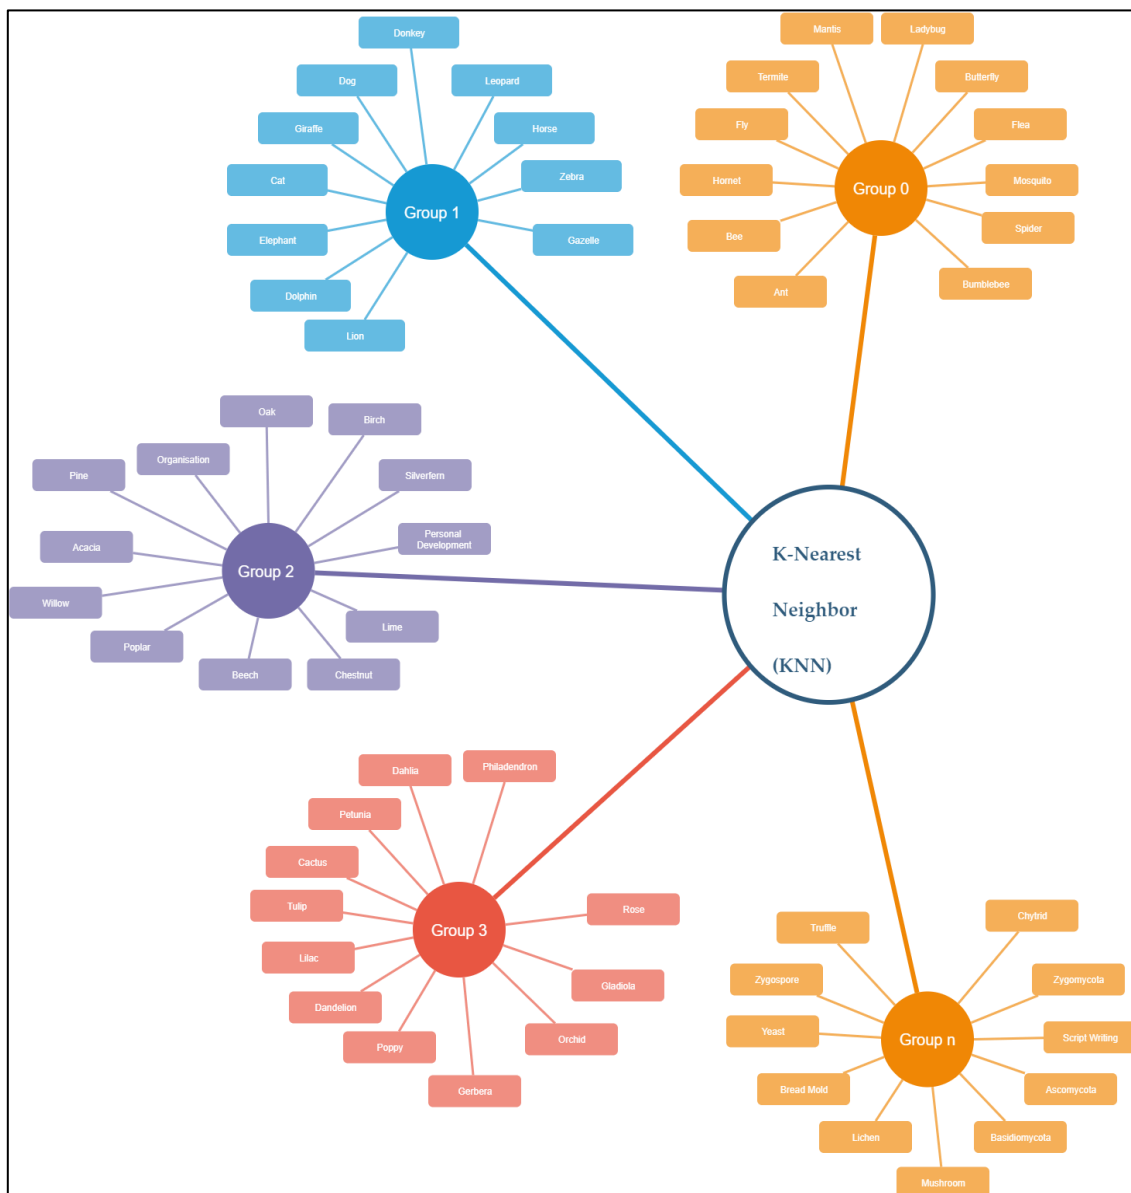 Donkey
Dog
Leopard
Giraffe
Horse
Cat
Zebra
Group 1
Elephant
Gazelle
Dolphin
Lion
Mantis
Ladybug
Termite
Butterfly
Fly
Flea
Hornet
Group 0
Mosquito
Bee
Spider
Ant
Bumblebee
Oak
Birch
Organisation
Pine
Silverfern
Acacia
Personal
Development
Group 2
Willow
Lime
Poplar
Beech
Chestnut
K-Nearest
Neighbor
(KNN)
Dahlia
Philadendron
Petunia
Cactus
Tulip
Rose
Group 3
Lilac
Gladiola
Dandelion
Orchid
Poppy
Gerbera
Truffle
Chytrid
Zygospore
Zygomycota
Yeast
Group n
Script Writing
Bread Mold
Ascomycota
Lichen
Basidiomycota
Mushroom